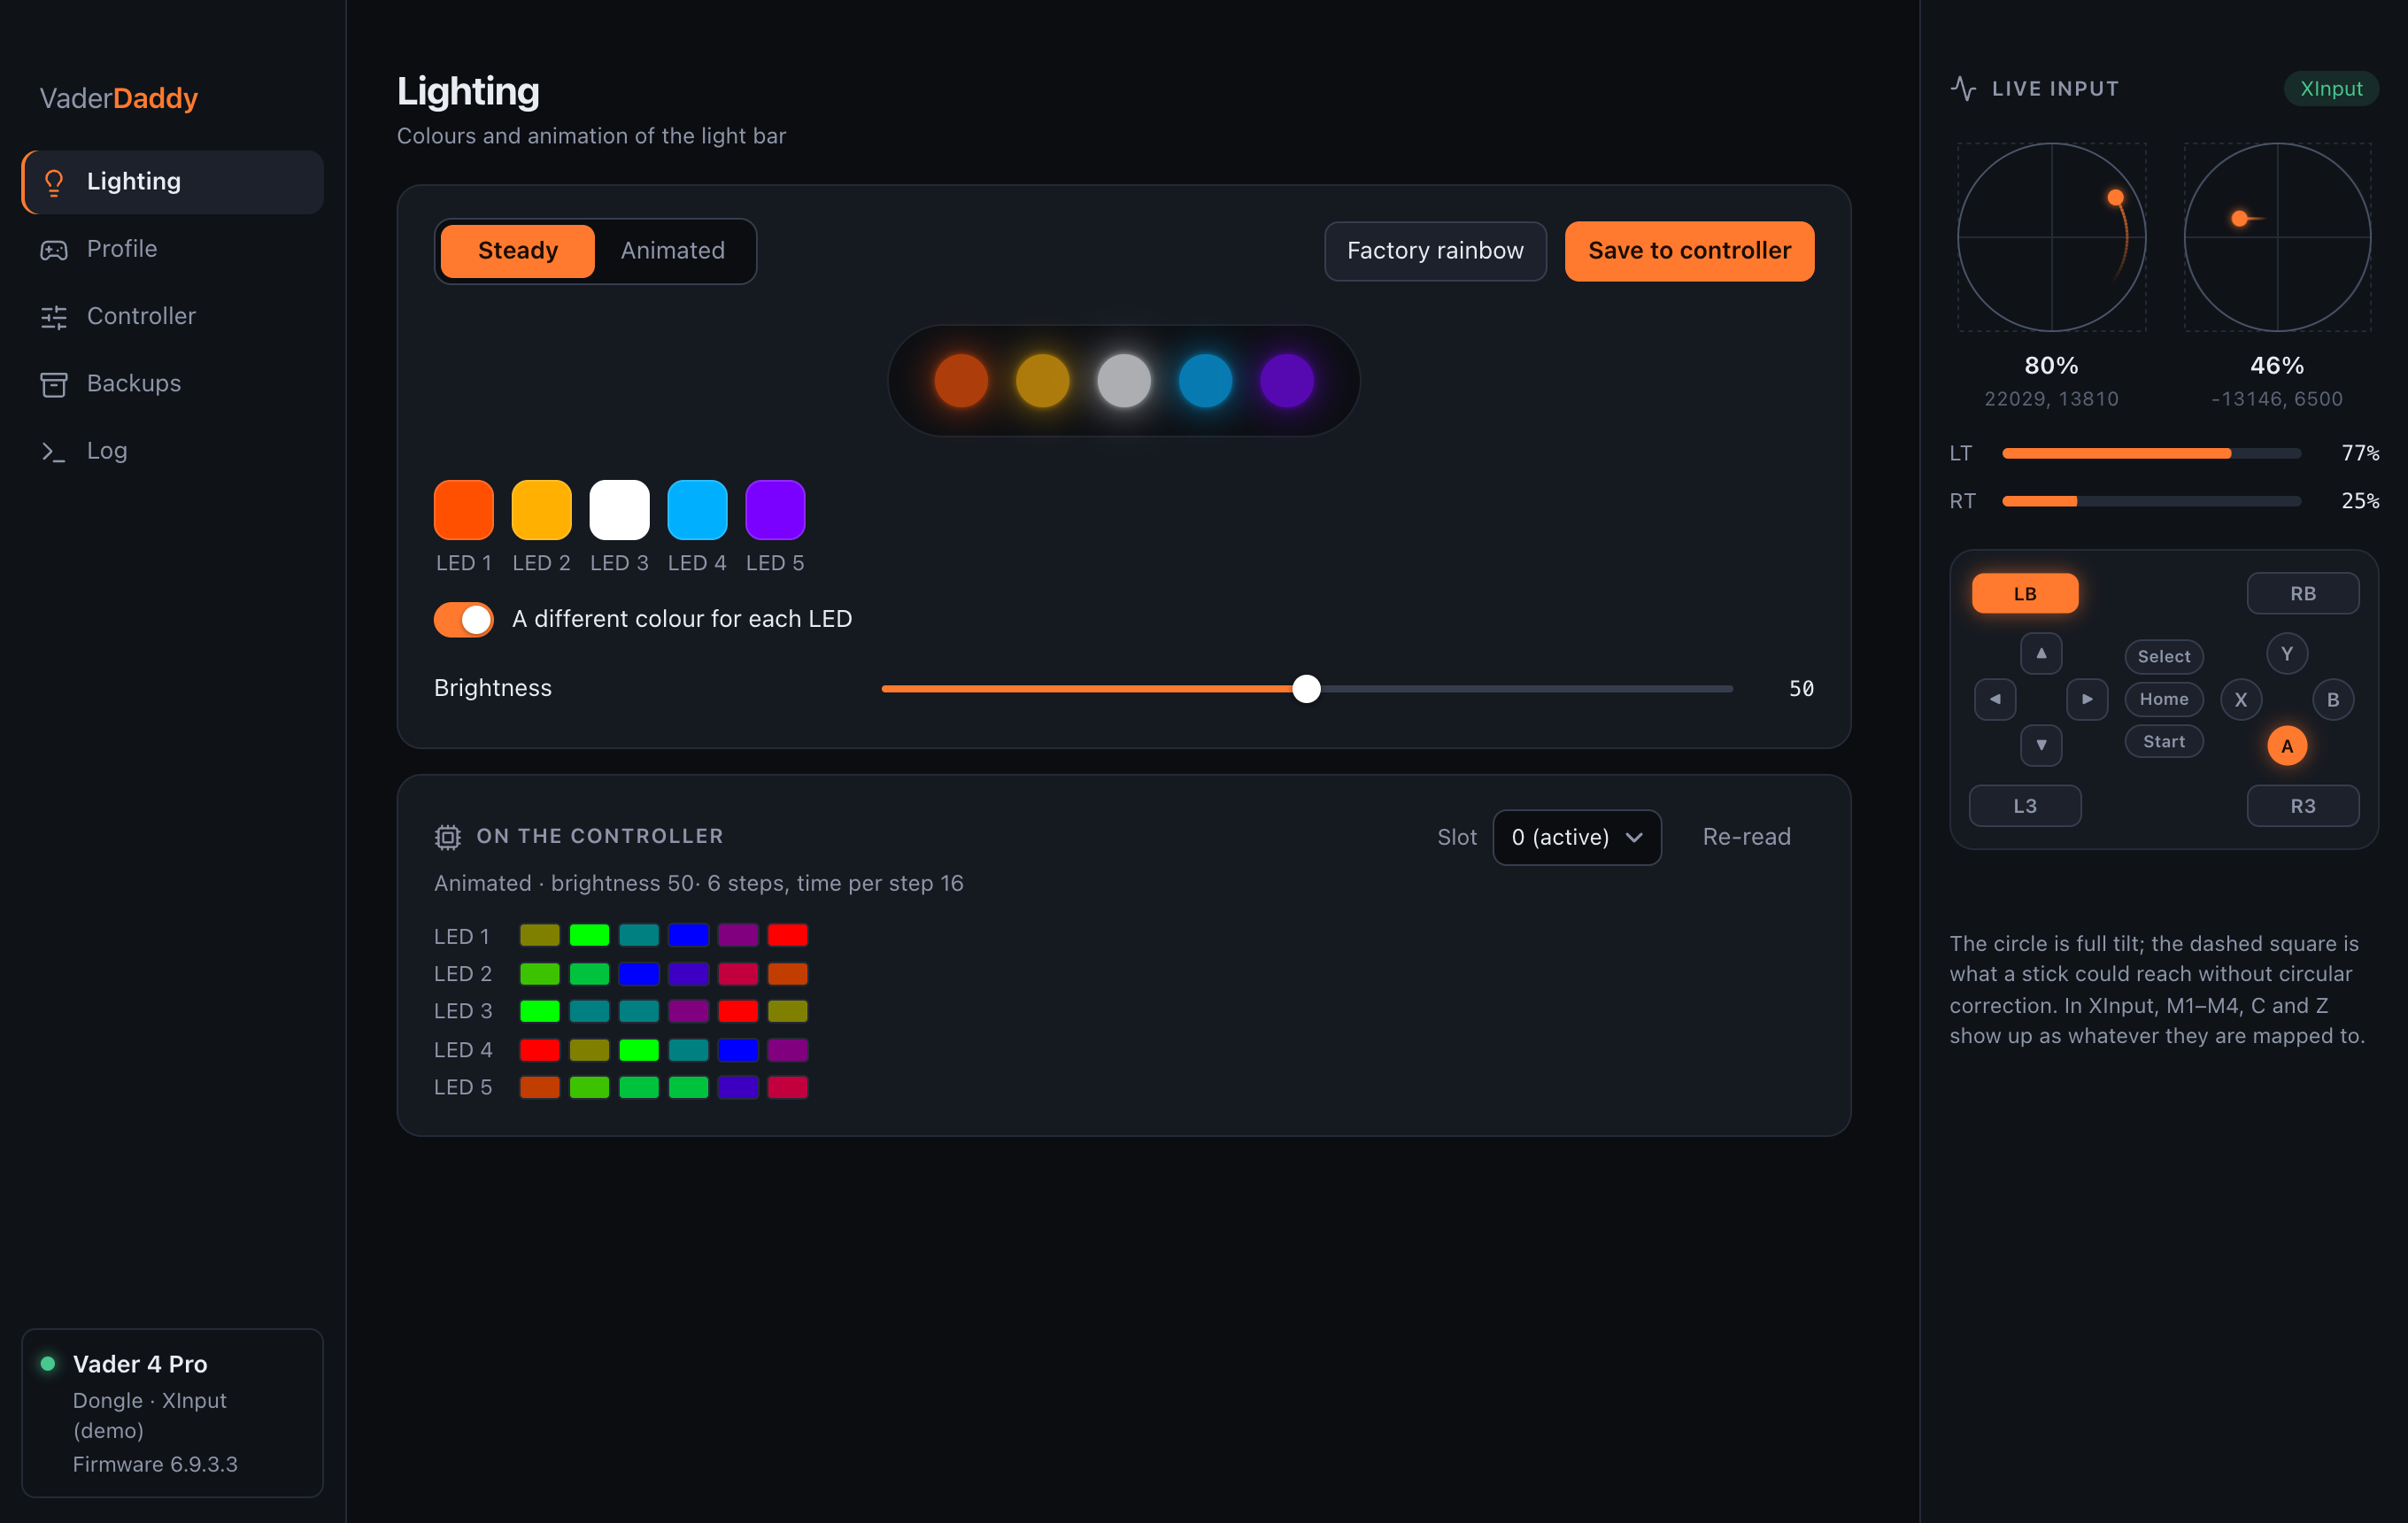 VaderDaddy
Lighting
Profile
Controller
Backups
Log
Vader 4 Pro
Dongle · XInput
(demo)
Firmware 6.9.3.3
Lighting
Colours and animation of the light bar
Steady
Animated
Factory rainbow
Save to controller
LED 1
LED 2
LED 3
LED 4
LED 5
A different colour for each LED
Brightness
50
ON THE CONTROLLER
Slot
0 (active)
Re-read
Animated · brightness 50· 6 steps, time per step 16
LED 1
LED 2
LED 3
LED 4
LED 5
LIVE INPUT
XInput
80%
22029, 13810
46%
-13146, 6500
LT
77%
RT
25%
LB
RB
Select
Home
Start
Y
X
B
A
L3
R3
The circle is full tilt; the dashed square is
what a stick could reach without circular
correction. In XInput, M1–M4, C and Z
show up as whatever they are mapped to.